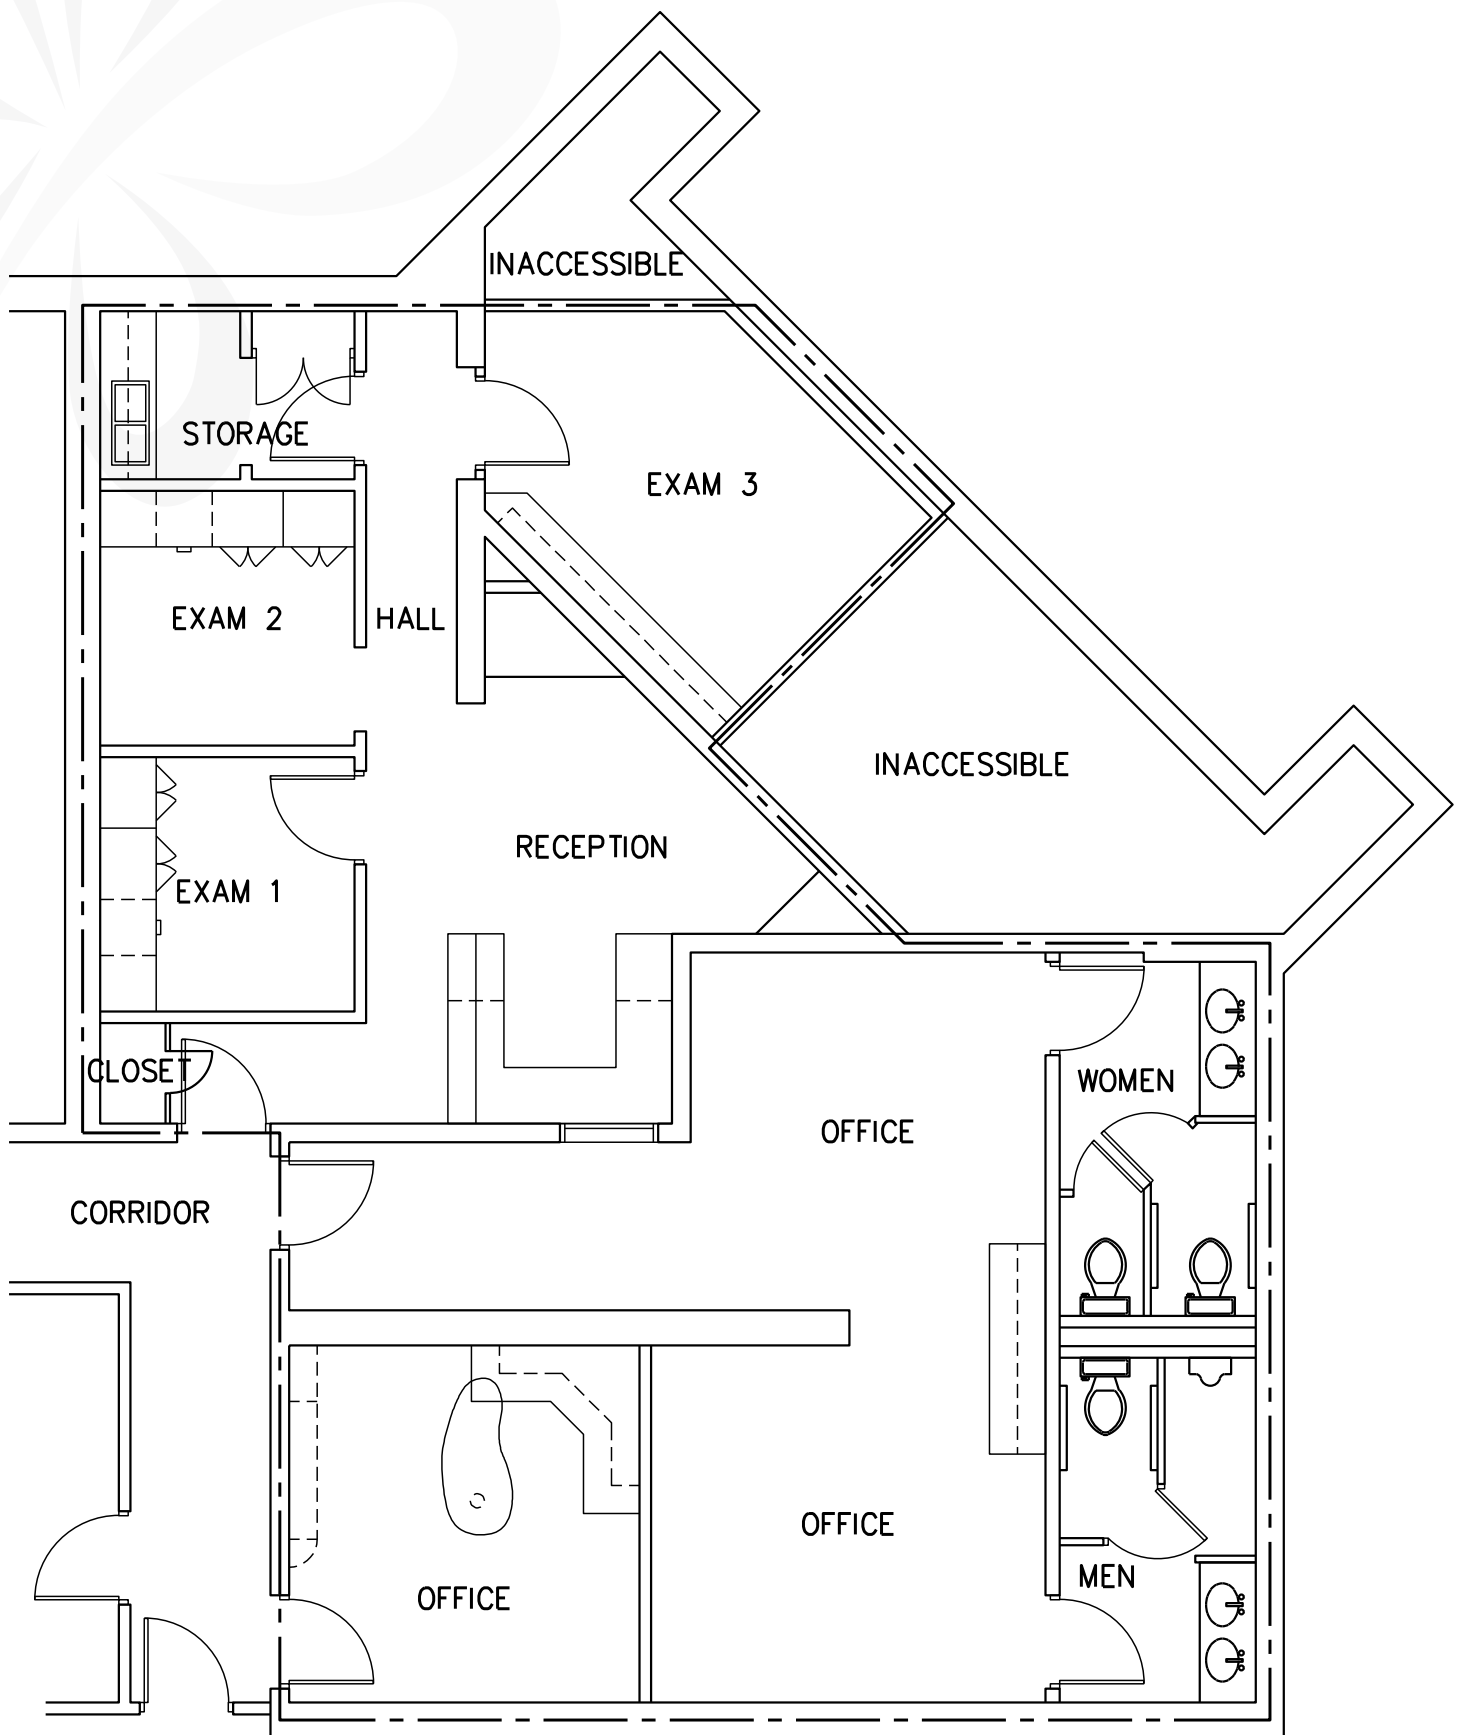 INACCESSIBLE
STORAGE
EXAM 3
EXAM 2
HALL
INACCESSIBLE
RECEPTION
EXAM 1
CLOSET
WOMEN
OFFICE
CORRIDOR
OFFICE
MEN
OFFICE